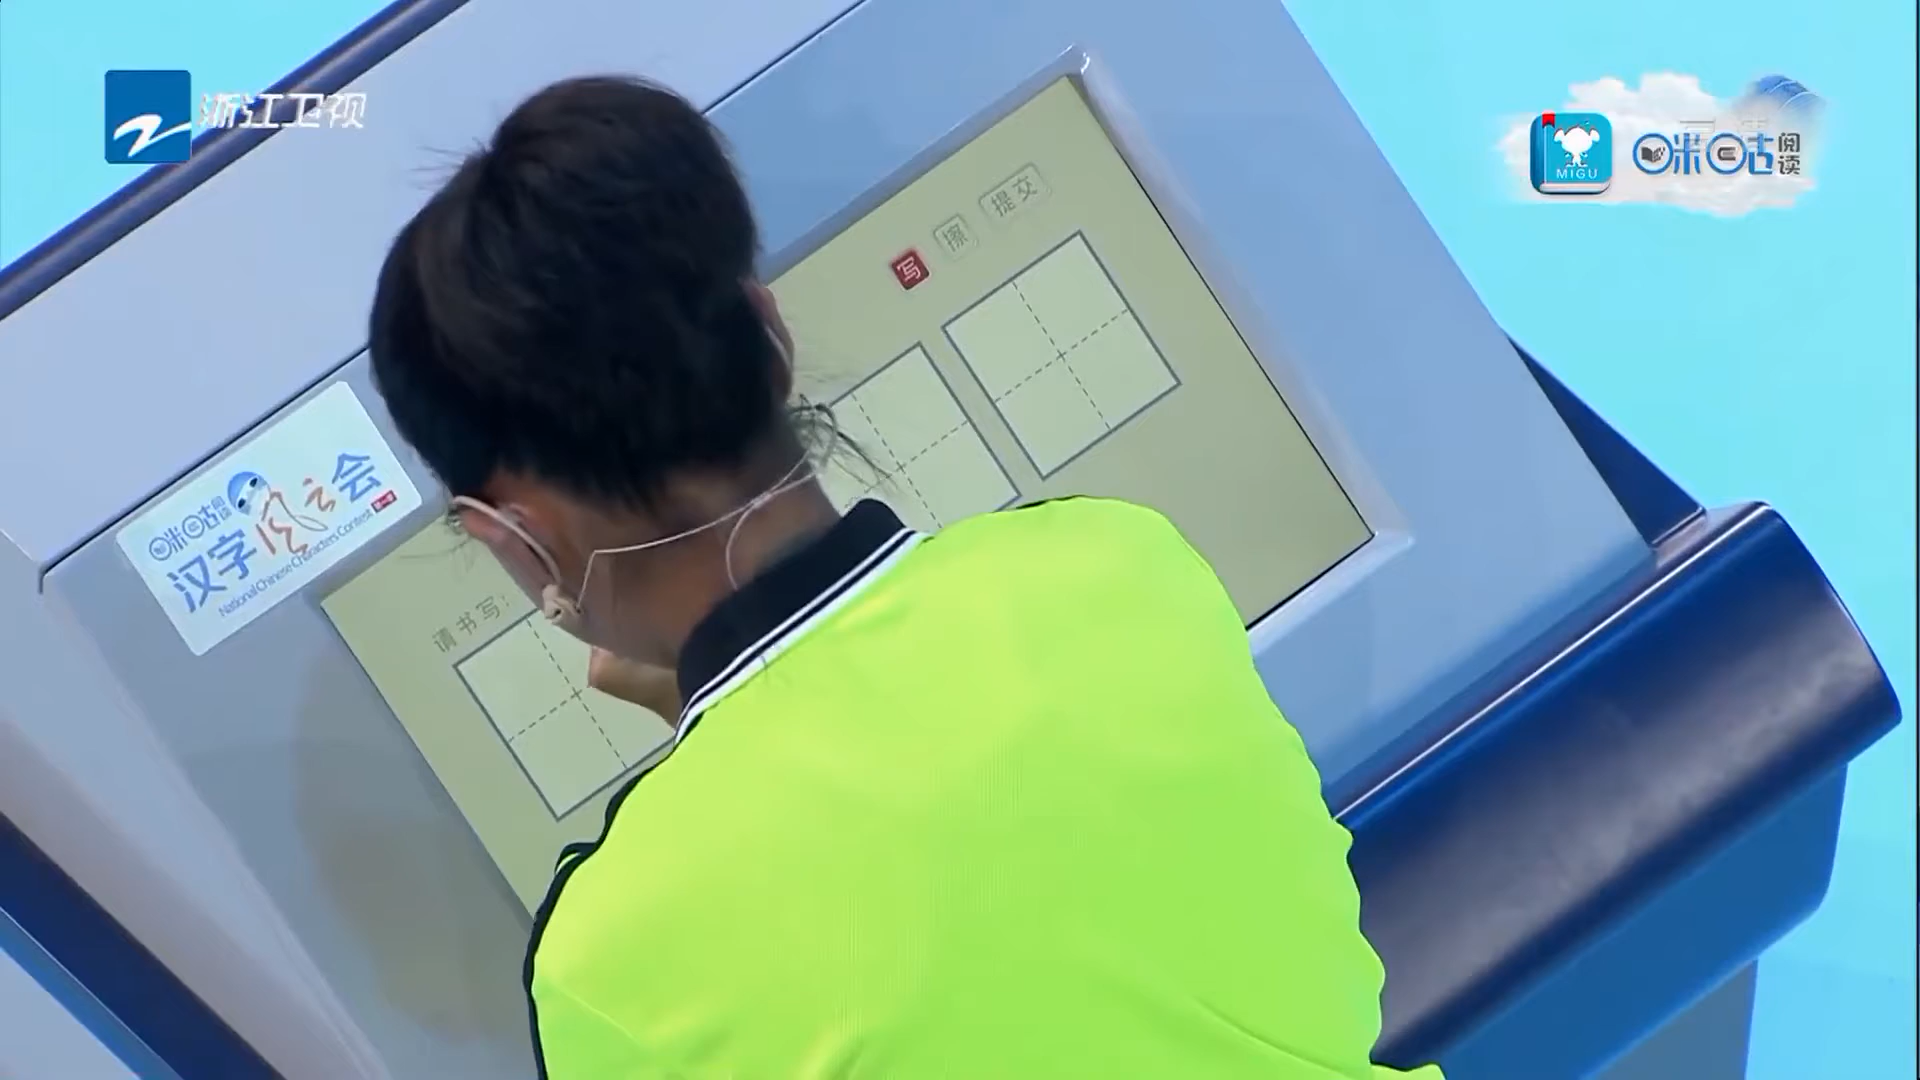 浙江卫视
MIGU
咪咕阅读
写 擦 提交
咪咕阅读
汉字风云会
National Chinese Characters Contest
请书写：